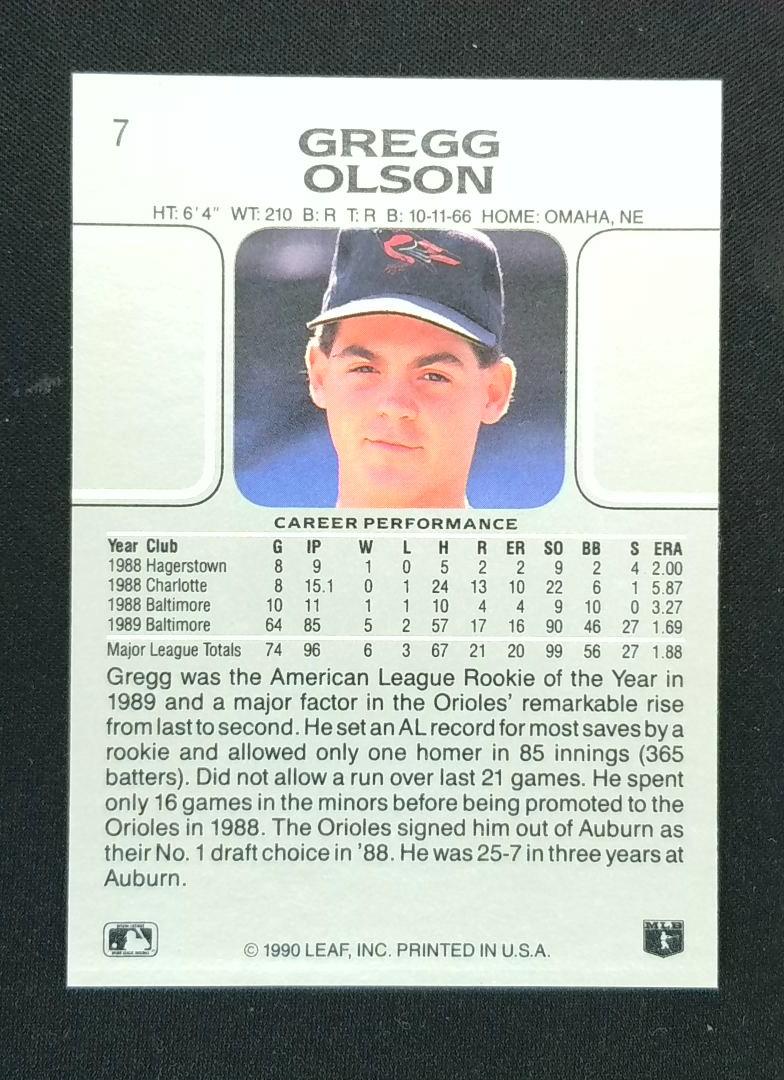 7
GREGG
OLSON
HT: 6'4" WT: 210 B: R T: R B: 10-11-66 HOME: OMAHA, NE
CAREER PERFORMANCE
Year Club G IP W L H R ER SO BB S ERA
1988 Hagerstown 8 9 1 0 5 2 2 9 2 4 2.00
1988 Charlotte 8 15.1 0 1 24 13 10 22 6 1 5.87
1988 Baltimore 10 11 1 1 10 4 4 9 10 0 3.27
1989 Baltimore 64 85 5 2 57 17 16 90 46 27 1.69
Major League Totals 74 96 6 3 67 21 20 99 56 27 1.88
Gregg was the American League Rookie of the Year in
1989 and a major factor in the Orioles' remarkable rise
from last to second. He set an AL record for most saves by a
rookie and allowed only one homer in 85 innings (365
batters). Did not allow a run over last 21 games. He spent
only 16 games in the minors before being promoted to the
Orioles in 1988. The Orioles signed him out of Auburn as
their No. 1 draft choice in '88. He was 25-7 in three years at
Auburn.
© 1990 LEAF, INC. PRINTED IN U.S.A.
MLB